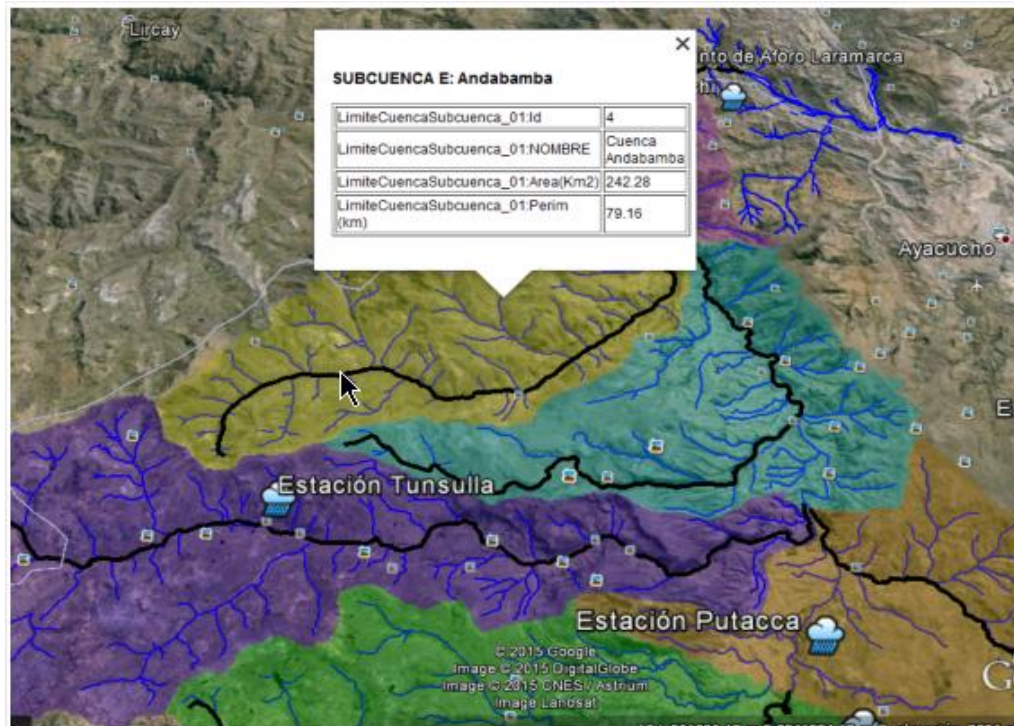 Lircay
SUBCUENCA E: Andabamba
LimiteCuencaSubcuenca_01:Id 4
LimiteCuencaSubcuenca_01:NOMBRE Cuenca
Andabamba
LimiteCuencaSubcuenca_01:Area(Km2) 242.28
LimiteCuencaSubcuenca_01:Perim
(km) 79.16
nto de Aforo Laramarca
Ayacucho
E
Estación Tunsulla
Estación Putacca
© 2015 Google
Image © 2015 DigitalGlobe
Image © 2015 CNES / Astrium
Image Landsat
G